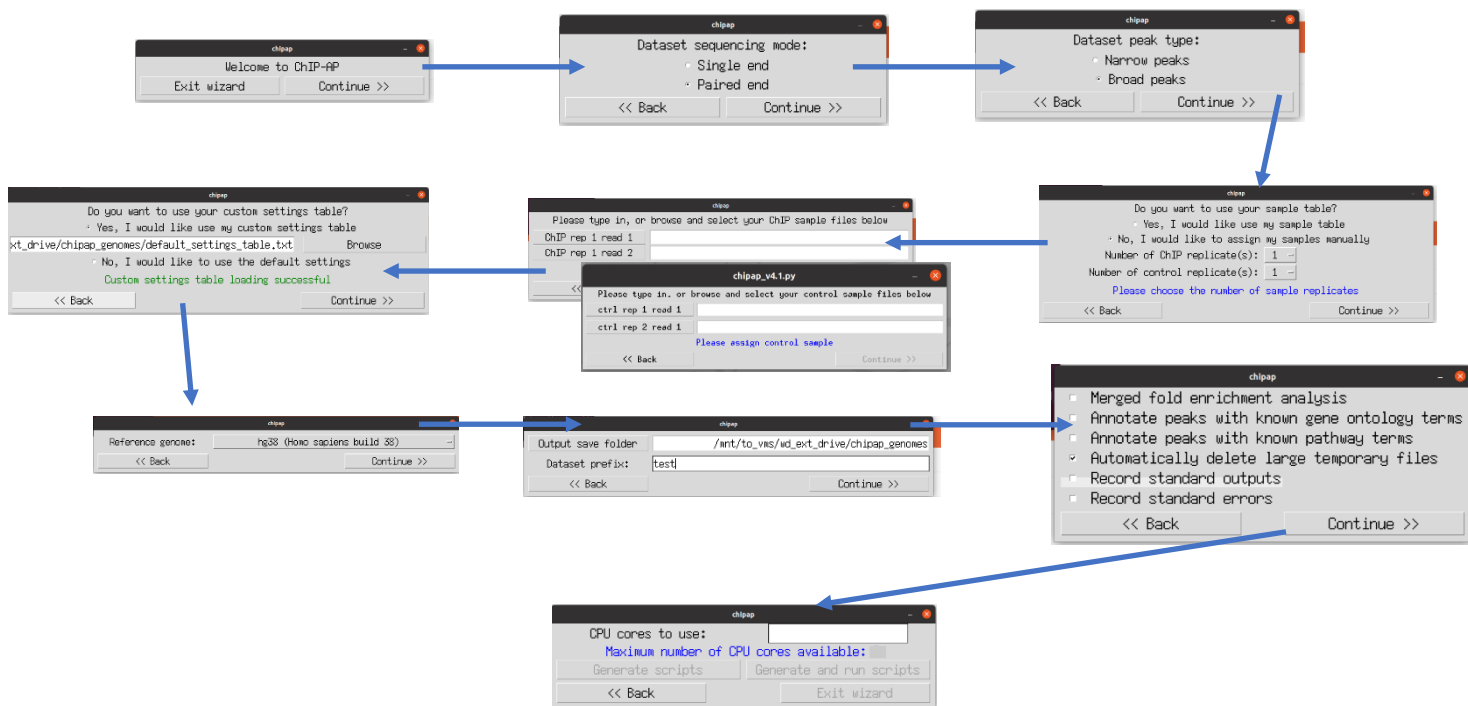 chipap
Welcome to ChIP-AP
Exit wizard Continue >>
chipap
Dataset sequencing mode:
Single end
Paired end
<< Back Continue >>
chipap
Dataset peak type:
Narrow peaks
Broad peaks
<< Back Continue >>
chipap
Do you want to use your sample table?
Yes, I would like use my sample table
No, I would like to assign my samples manually
Number of ChIP replicate(s): 1
Number of control replicate(s): 1
Please choose the number of sample replicates
<< Back Continue >>
chipap
Please type in, or browse and select your ChIP sample files below
ChIP rep 1 read 1
ChIP rep 1 read 2
<<
chipap_v4.1.py
Please type in, or browse and select your control sample files below
ctrl rep 1 read 1
ctrl rep 2 read 1
Please assign control sample
<< Back Continue >>
chipap
Do you want to use your custom settings table?
Yes, I would like use my custom settings table
xt_drive/chipap_genomes/default_settings_table.txt Browse
No, I would like to use the default settings
Custom settings table loading successful
<< Back Continue >>
chipap
Reference genome: hg38 (Homo sapiens build 38)
<< Back Continue >>
chipap
Output save folder /mnt/to_vms/wd_ext_drive/chipap_genomes
Dataset prefix: test
<< Back Continue >>
chipap
Merged fold enrichment analysis
Annotate peaks with known gene ontology terms
Annotate peaks with known pathway terms
Automatically delete large temporary files
Record standard outputs
Record standard errors
<< Back Continue >>
chipap
CPU cores to use:
Maximum number of CPU cores available:
Generate scripts Generate and run scripts
<< Back Exit wizard